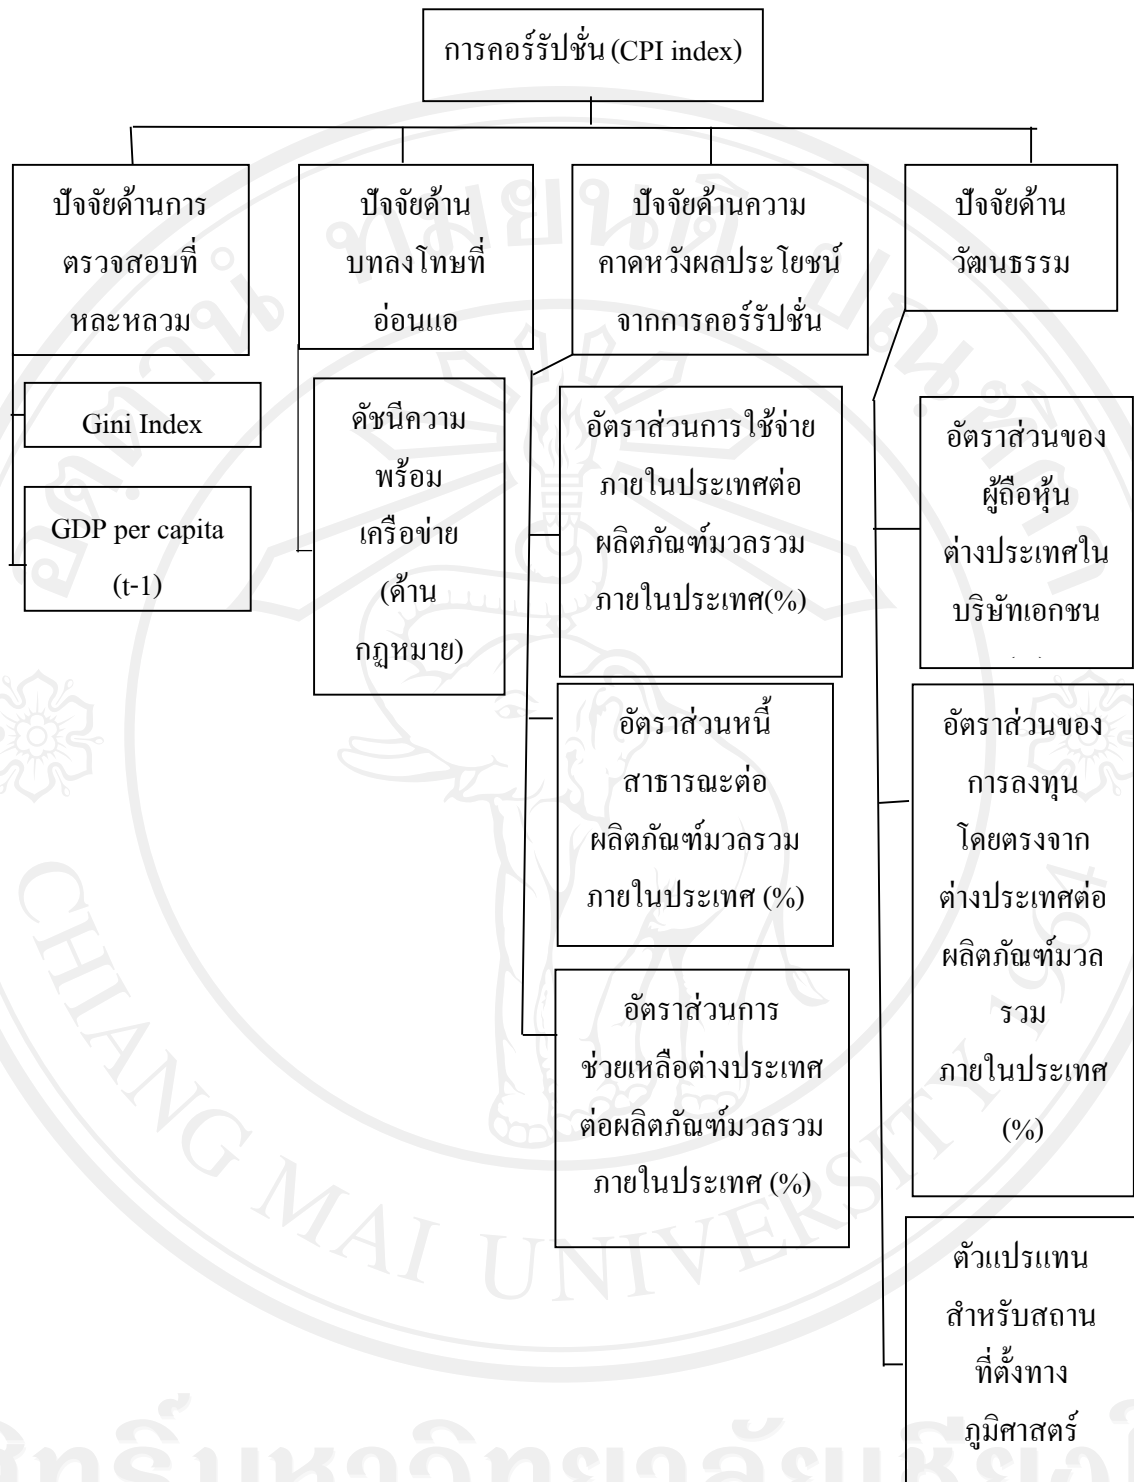 การคอร์รัปชั่น (CPI index)
ปัจจัยด้านการ
ตรวจสอบที่
หละหลวม
ปัจจัยด้าน
บทลงโทษที่
อ่อนแอ
ปัจจัยด้านความ
คาดหวังผลประโยชน์
จากการคอร์รัปชั่น
ปัจจัยด้าน
วัฒนธรรม
Gini Index
GDP per capita
(t-1)
ดัชนีความ
พร้อม
เครือข่าย
(ด้าน
กฎหมาย)
อัตราส่วนการใช้จ่าย
ภายในประเทศต่อ
ผลิตภัณฑ์มวลรวม
ภายในประเทศ(%)
อัตราส่วนหนี้
สาธารณะต่อ
ผลิตภัณฑ์มวลรวม
ภายในประเทศ (%)
อัตราส่วนการ
ช่วยเหลือต่างประเทศ
ต่อผลิตภัณฑ์มวลรวม
ภายในประเทศ (%)
อัตราส่วนของ
ผู้ถือหุ้น
ต่างประเทศใน
บริษัทเอกชน
อัตราส่วนของ
การลงทุน
โดยตรงจาก
ต่างประเทศต่อ
ผลิตภัณฑ์มวล
รวม
ภายในประเทศ
(%)
ตัวแปรแทน
สำหรับสถาน
ที่ตั้งทาง
ภูมิศาสตร์
CHIANG MAI UNIVERSITY 1964